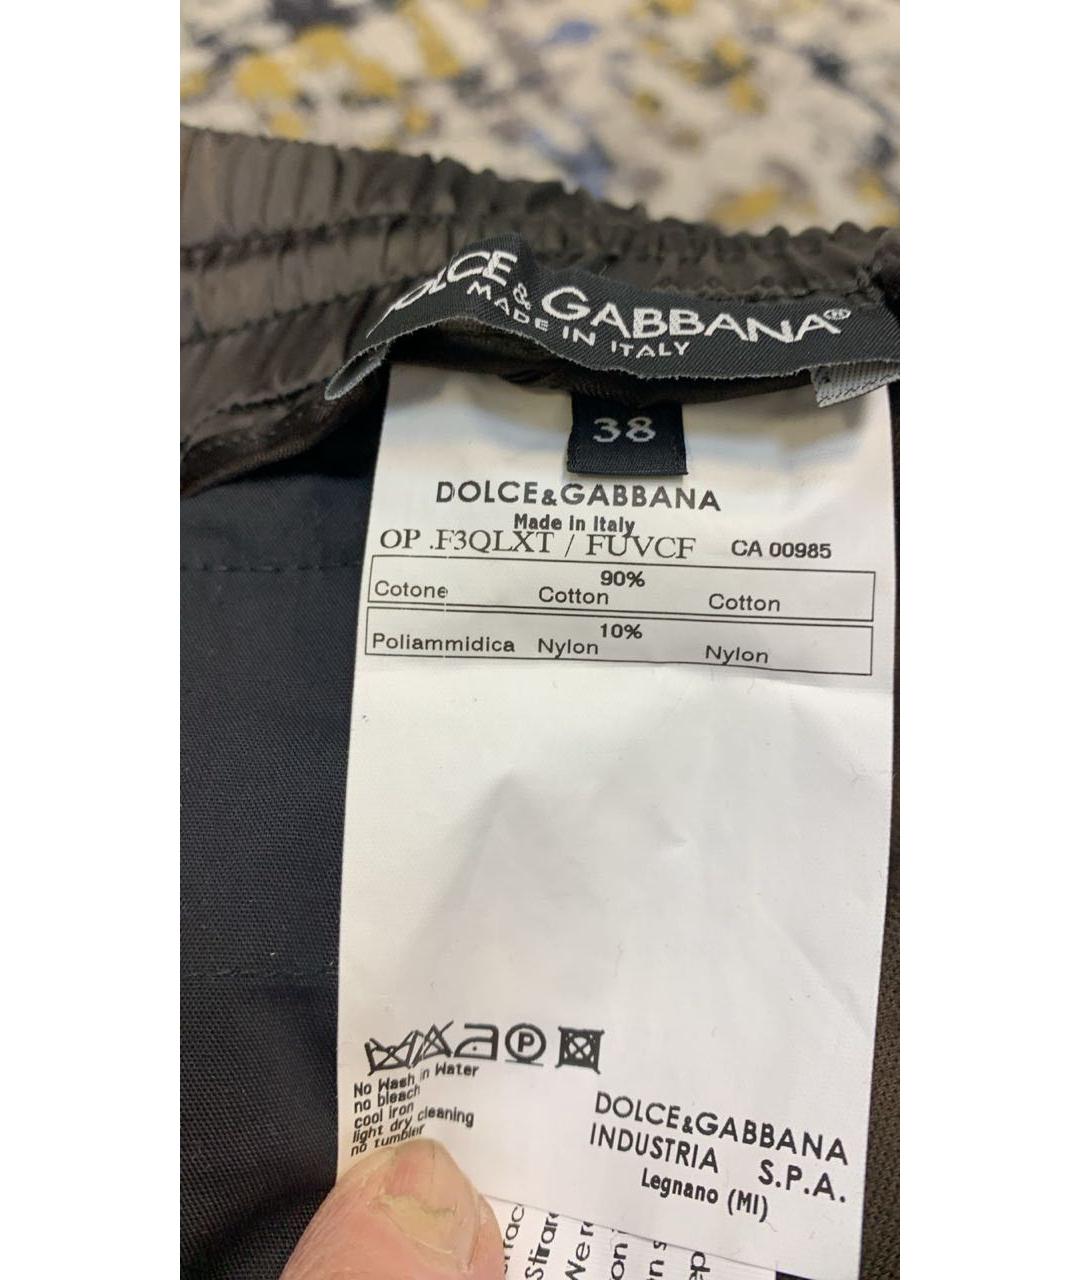 DOLCE & GABBANA®
MADE IN ITALY
38
DOLCE&GABBANA
Made in Italy
OP .F3QLXT / FUVCF CA 00985
90%
Cotone Cotton Cotton
10%
Poliammidica Nylon Nylon
P
No Wash in Water
no bleach
cool iron
light dry cleaning
no tumbler
DOLCE&GABBANA
INDUSTRIA S.P.A.
Legnano (MI)